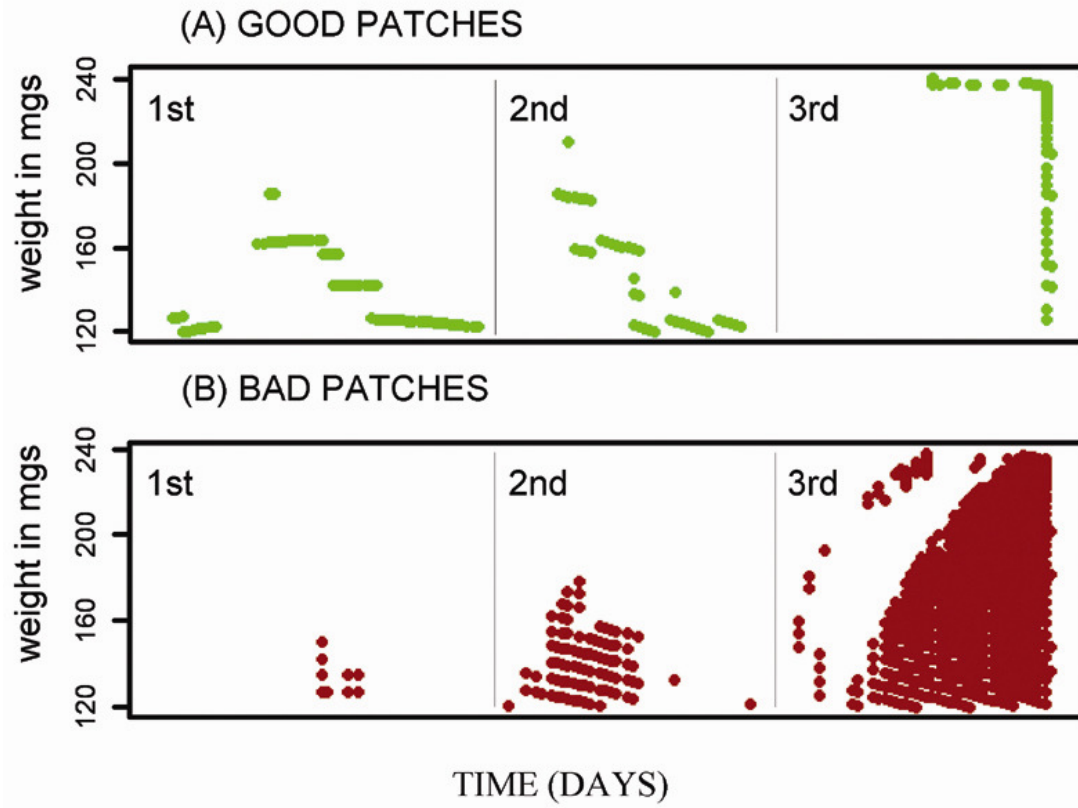 (A) GOOD PATCHES
weight in mgs
240
200
160
120
1st
2nd
3rd
(B) BAD PATCHES
weight in mgs
240
200
160
120
1st
2nd
3rd
TIME (DAYS)